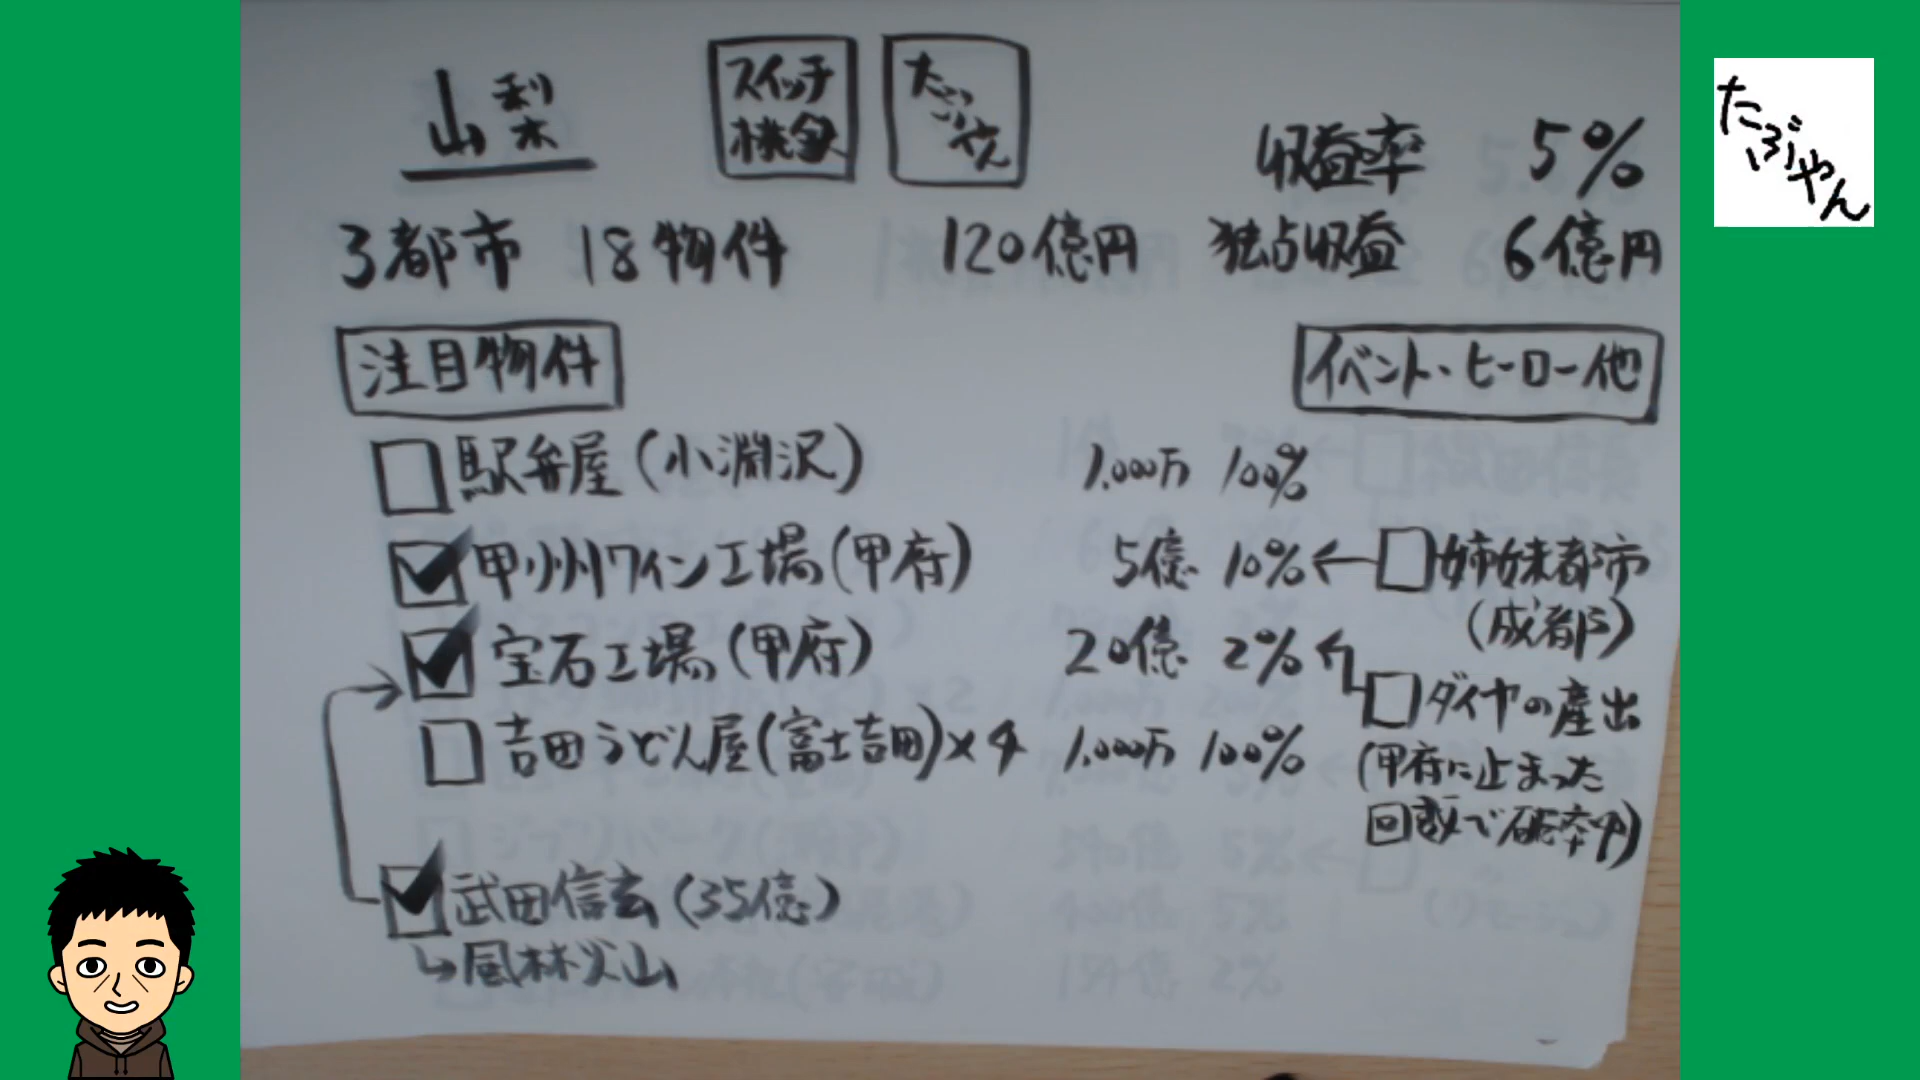 山梨
スイッチ
桃鉄
たぶやん
収益率 5%
3都市 18物件 120億円 独占収益 6億円
注目物件
イベント・ヒーロー他
駅弁屋(小淵沢) 1,000万 100%
甲州ワイン工場(甲府) 5億 10% ← 姉妹都市
(成都)
宝石工場(甲府) 20億 2%
ダイヤの産出
吉田うどん屋(富士吉田)×4 1,000万 100%
(甲府に止まった
回数で確率up)
武田信玄(35億)
↳風林火山
たぶやん